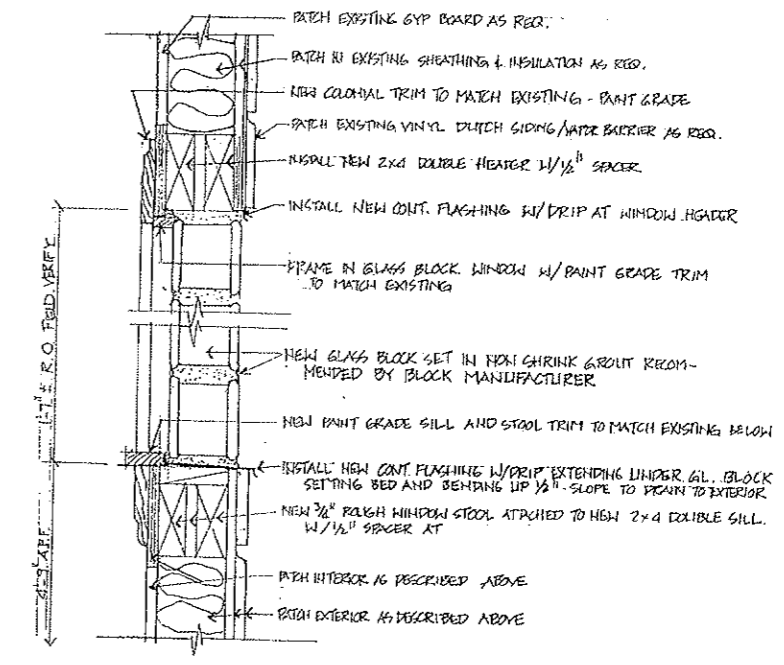 PATCH EXISTING GYP BOARD AS REQ.
PATCH IN EXISTING SHEATHING & INSULATION AS REQ.
NEW COLONIAL TRIM TO MATCH EXISTING - PAINT GRADE
PATCH EXISTING VINYL DUTCH SIDING/VAPOR BARRIER AS REQ.
INSTALL NEW 2x4 DOUBLE HEADER W/ 1/2" SPACER
INSTALL NEW CONT. FLASHING W/DRIP AT WINDOW HEADER
FRAME IN GLASS BLOCK WINDOW W/PAINT GRADE TRIM
TO MATCH EXISTING
NEW GLASS BLOCK SET IN NON SHRINK GROUT RECOM-
MENDED BY BLOCK MANUFACTURER
NEW PAINT GRADE SILL AND STOOL TRIM TO MATCH EXISTING BELOW
INSTALL NEW CONT. FLASHING W/DRIP EXTENDING UNDER GL. BLOCK
SETTING BED AND BENDING UP 1/2" - SLOPE TO DRAIN TO EXTERIOR
NEW 3/4" ROUGH WINDOW STOOL ATTACHED TO NEW 2x4 DOUBLE SILL
W/ 1/2" SPACER AT
PATCH INTERIOR AS DESCRIBED ABOVE
PATCH EXTERIOR AS DESCRIBED ABOVE
1'-7" ± R.O. FIELD VERIFY
4'-9" AFF